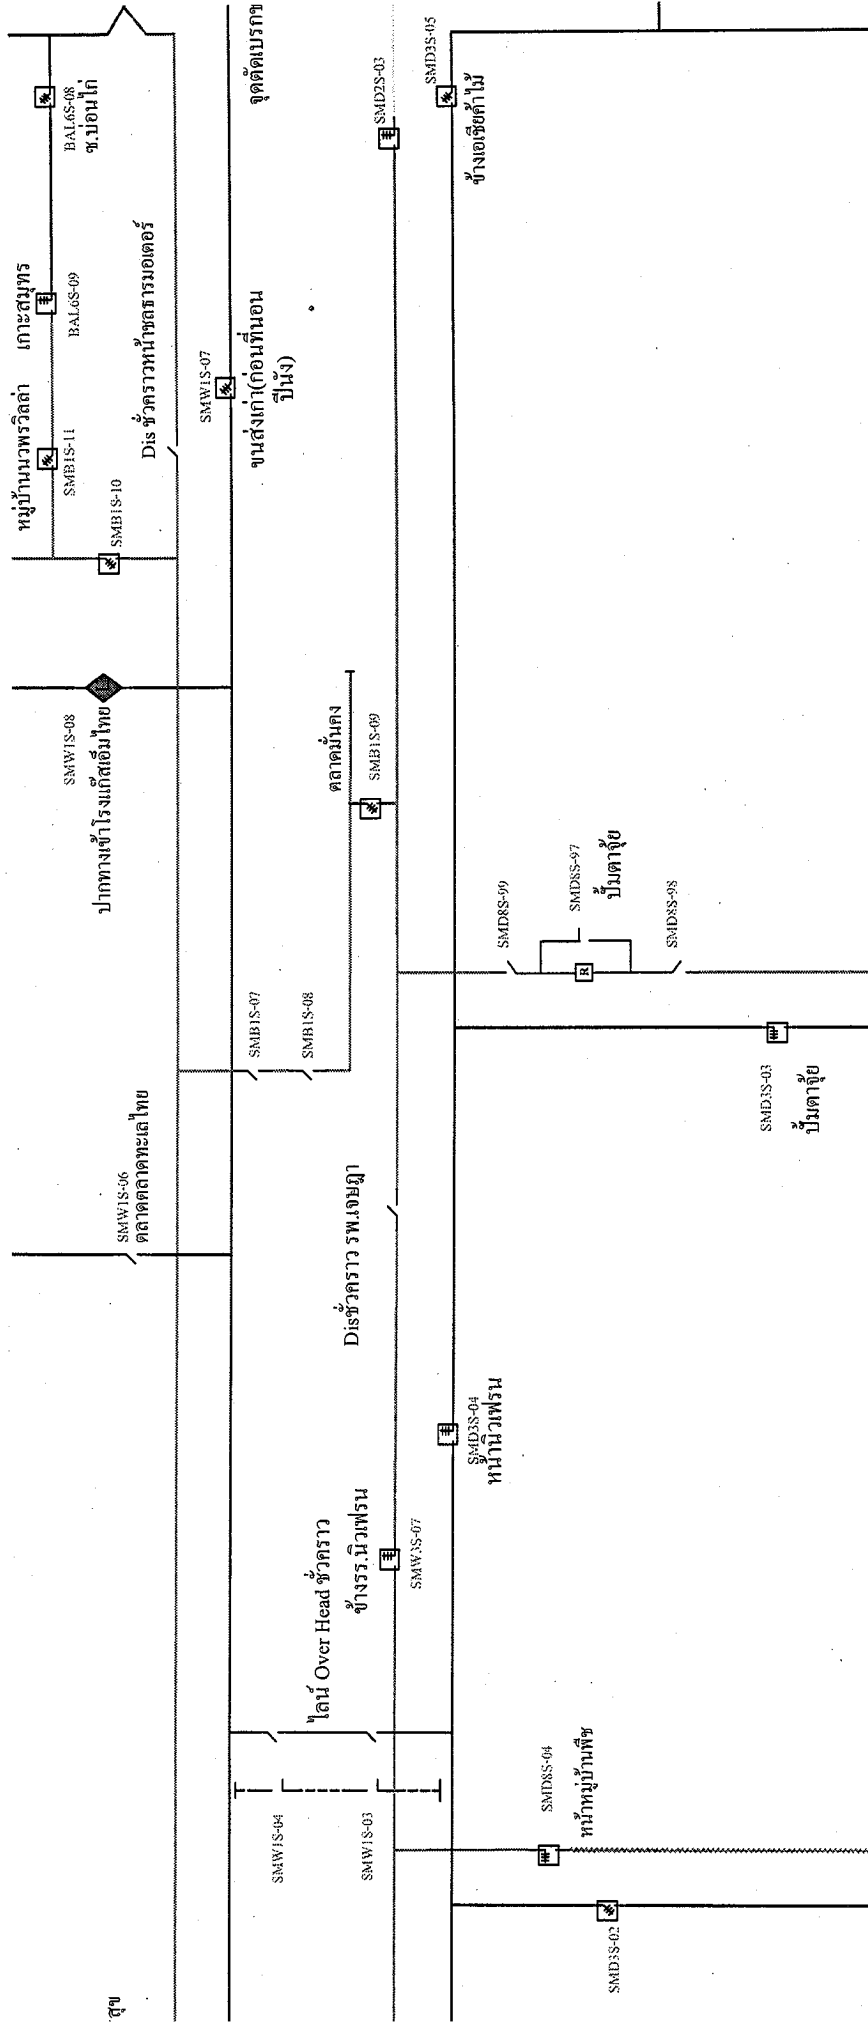 หมู่บ้านนวพรวิลล่า
เกาะสมุทร
SMB1S-11
BAL6S-09
BAL6S-08
ซ.บ่อนไก่
SMB1S-10
Dis ชั่วคราวหน้าชลธารมอเตอร์
SMW1S-08
ปากทางเข้าโรงแก๊สเอ็มไทย
SMW1S-06
ตลาดตลาดทะเลไทย
SMW1S-07
ขนส่งเก่า(ก่อนที่นอน
ปีนัง)
จุดตัดเบรกข
SMB1S-07
SMB1S-08
ตลาดมั่นคง
SMB1S-09
SMD2S-03
SMD3S-05
ข้างเอเชียค้าไม้
Disชั่วคราว รพ.เจษฎา
ไลน์ Over Head ชั่วคราว
ข้างรร.นิวเฟรน
SMW3S-07
SMD3S-04
หน้านิวเฟรน
SMW1S-04
SMW1S-03
SMD8S-99
SMD8S-97
ปั๊มตาจุ้ย
R
SMD8S-98
SMD3S-03
ปั๊มตาจุ้ย
SMD8S-04
หน้าหมู่บ้านพืช
SMD3S-02
สุข